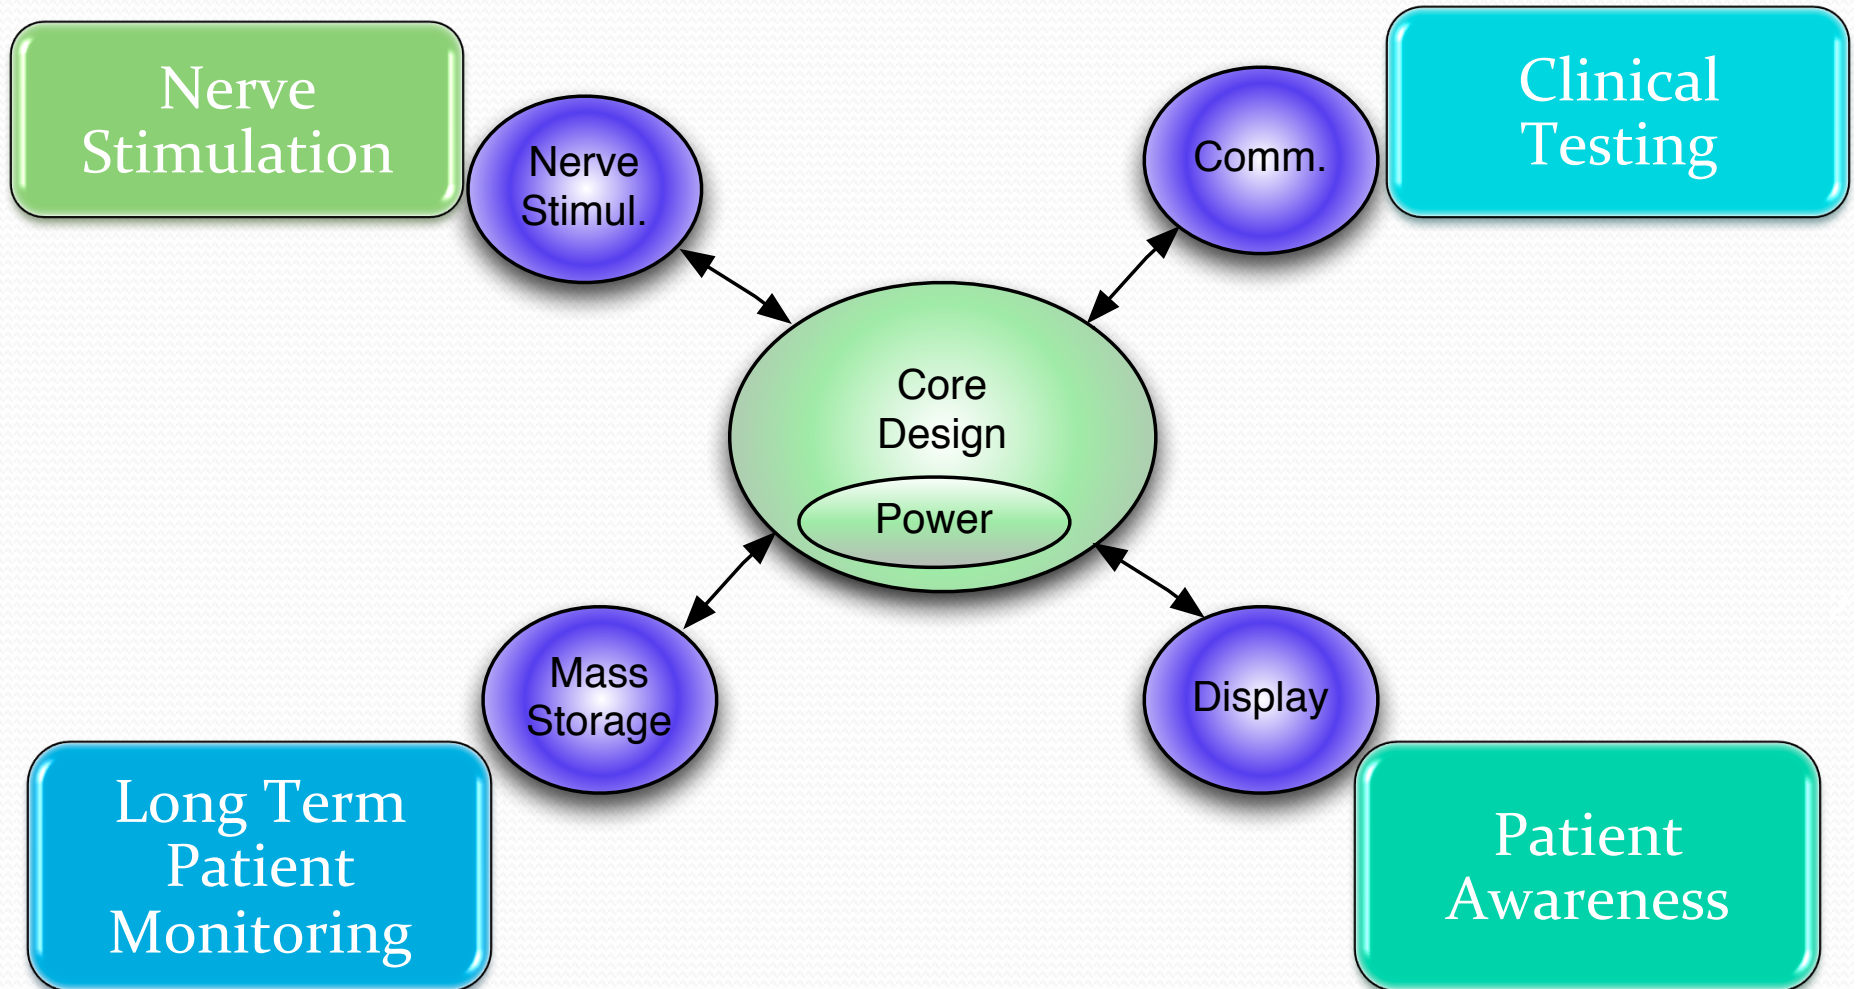 Nerve
Stimulation
Nerve
Stimul.
Comm.
Clinical
Testing
Core
Design
Power
Mass
Storage
Display
Long Term
Patient
Monitoring
Patient
Awareness